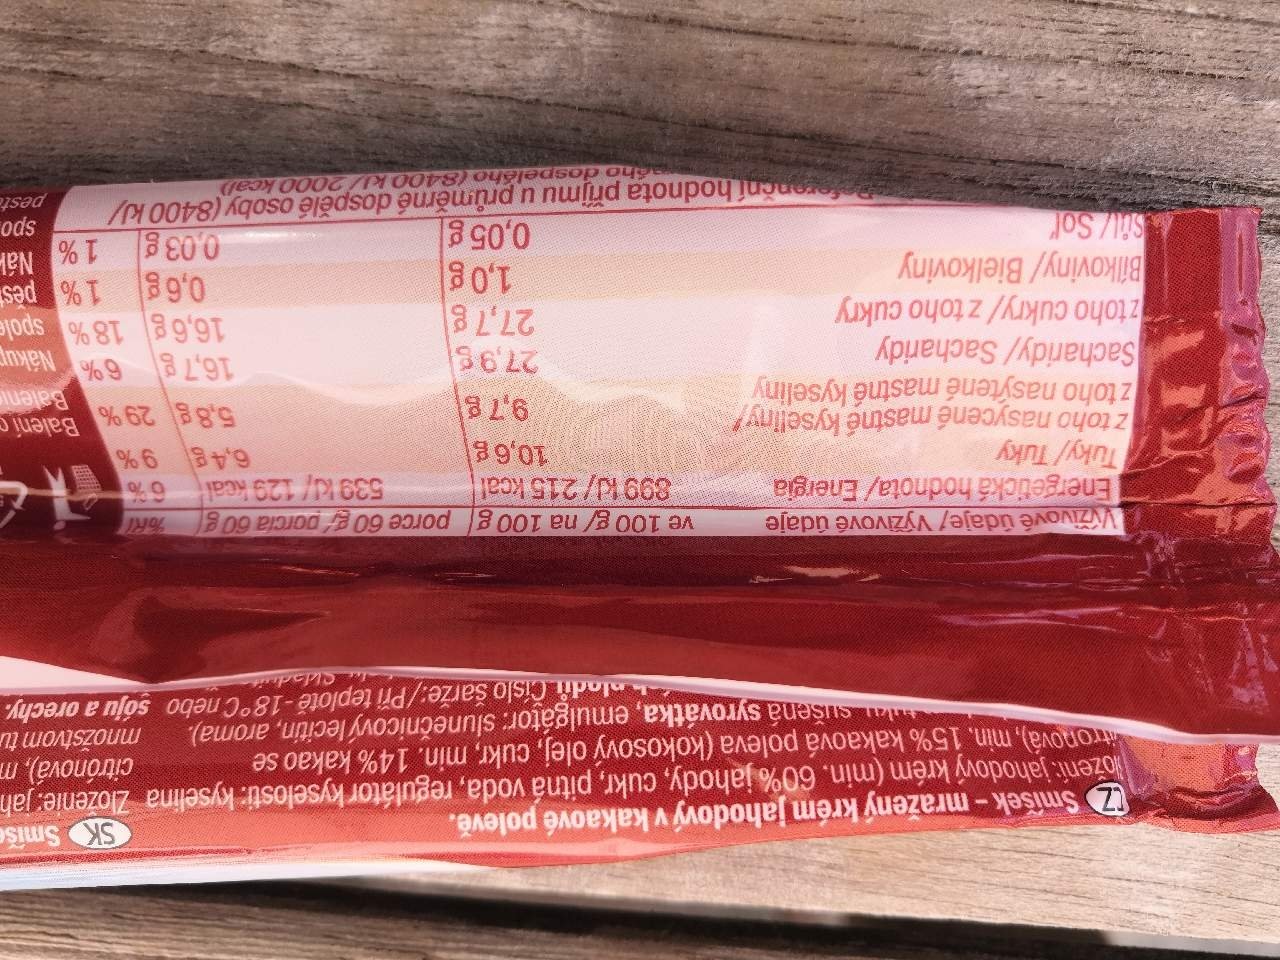 CZ Smíšek – mražený krém jahodový v kakaové polevě.
jahodový krém (min. 60% jahody, cukr, pitná voda, regulátor kyselosti: kyselina
min. 15% kakaová poleva (kokosový olej, cukr, min. 14% kakao se
sušená syrovátka, emulgátor: slunečnicový lecitin, aroma),
Číslo šarže:/Při teplotě -18°C nebo
SK
Zloženie:
citrónová),
množstvom
sóju a orechy.
Výživové údaje/ Výživové údaje ve 100 g/ na 100 g porce 60 g/ porcia 60 g %RI
Energetická hodnota/ Energia 899 kJ/ 215 kcal 539 kJ/ 129 kcal 6 %
Tuky/ Tuky 10,6 g 6,4 g 9 %
z toho nasycené mastné kyseliny/
z toho nasýtené mastné kyseliny 9,7 g 5,8 g 29 %
Sacharidy/ Sacharidy 27,9 g 16,7 g 6 %
z toho cukry/ z toho cukry 27,7 g 16,6 g 18 %
Bílkoviny/ Bielkoviny 1,0 g 0,6 g 1 %
Sůl/ Soľ 0,05 g 0,03 g 1 %
Referenční hodnota příjmu u průměrné dospělé osoby (8400 kJ/
dospelého (8400 kJ/ 2000 kcal)